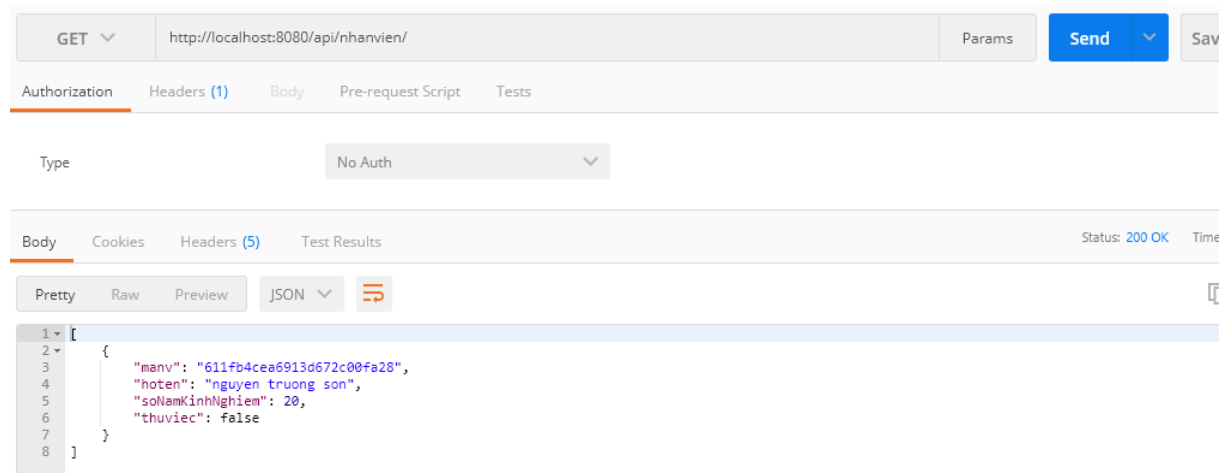 GET http://localhost:8080/api/nhanvien/ Params Send Sav
Authorization Headers (1) Body Pre-request Script Tests
Type No Auth
Body Cookies Headers (5) Test Results Status: 200 OK Time
Pretty Raw Preview JSON
1 [
2 {
3 "manv": "611fb4cea6913d672c00fa28",
4 "hoten": "nguyen truong son",
5 "soNamKinhNghiem": 20,
6 "thuviec": false
7 }
8 ]